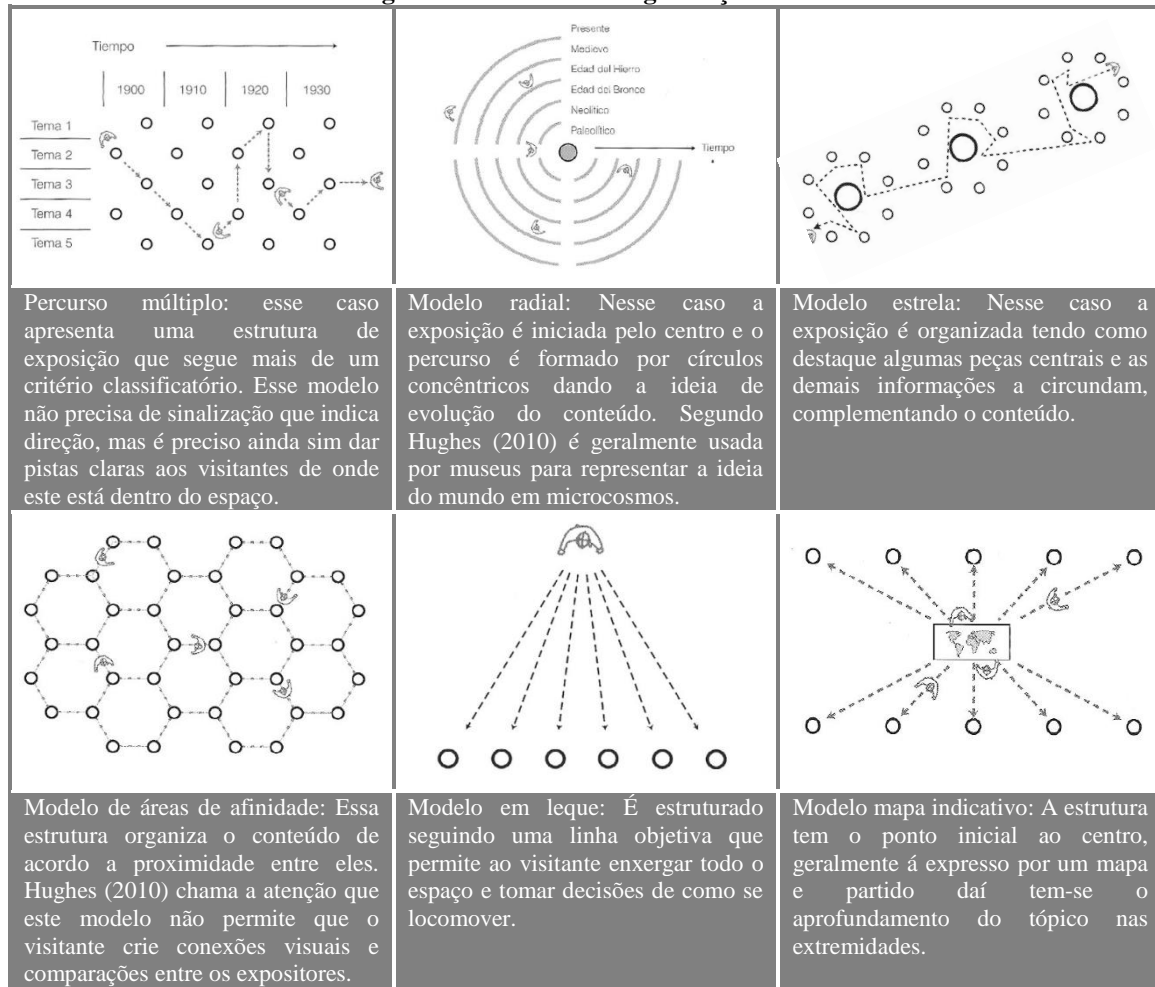 Tiempo
1900 1910 1920 1930
Tema 1
Tema 2
Tema 3
Tema 4
Tema 5
Presente
Medievo
Edad del Hierro
Edad del Bronce
Neolítico
Paleolítico
Tiempo
Percurso múltiplo: esse caso
apresenta uma estrutura de
exposição que segue mais de um
critério classificatório. Esse modelo
não precisa de sinalização que indica
direção, mas é preciso ainda sim dar
pistas claras aos visitantes de onde
este está dentro do espaço.
Modelo radial: Nesse caso a
exposição é iniciada pelo centro e o
percurso é formado por círculos
concêntricos dando a ideia de
evolução do conteúdo. Segundo
Hughes (2010) é geralmente usada
por museus para representar a ideia
do mundo em microcosmos.
Modelo estrela: Nesse caso a
exposição é organizada tendo como
destaque algumas peças centrais e as
demais informações a circundam,
complementando o conteúdo.
Modelo de áreas de afinidade: Essa
estrutura organiza o conteúdo de
acordo a proximidade entre eles.
Hughes (2010) chama a atenção que
este modelo não permite que o
visitante crie conexões visuais e
comparações entre os expositores.
Modelo em leque: É estruturado
seguindo uma linha objetiva que
permite ao visitante enxergar todo o
espaço e tomar decisões de como se
locomover.
Modelo mapa indicativo: A estrutura
tem o ponto inicial ao centro,
geralmente á expresso por um mapa
e partido daí tem-se o
aprofundamento do tópico nas
extremidades.